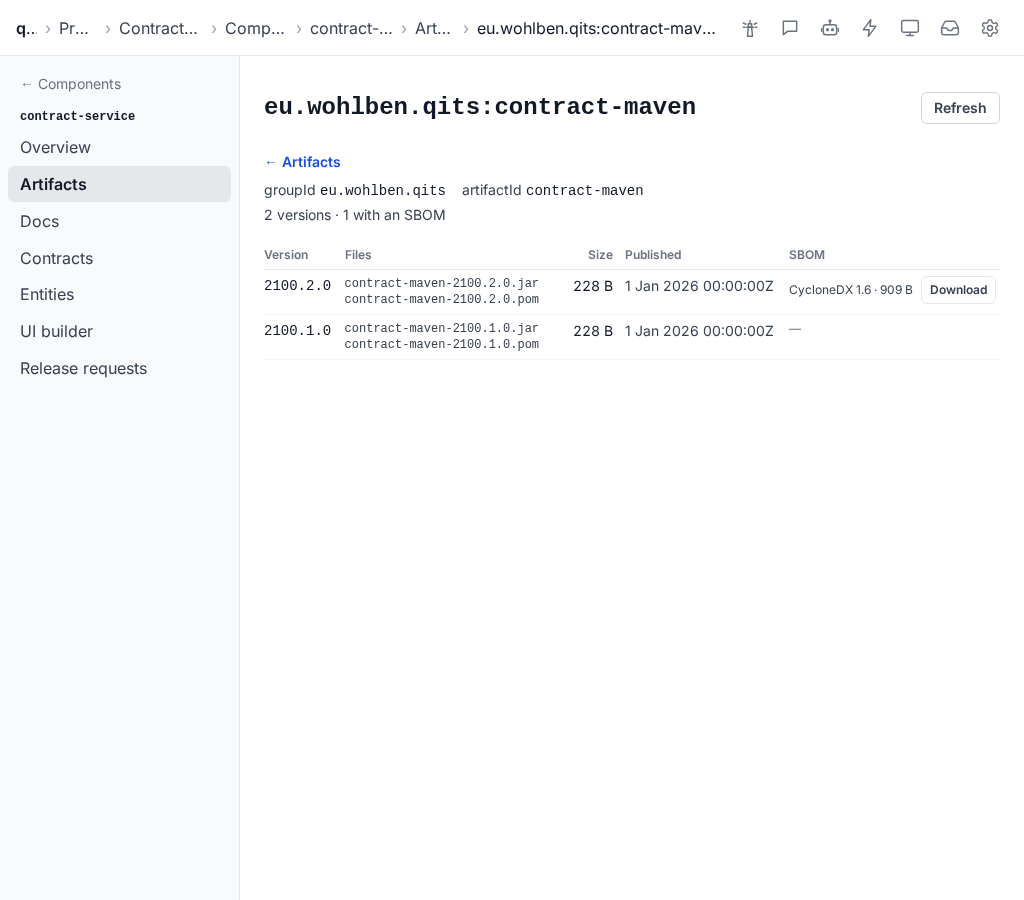 q... › Pr... › Contract... › Comp... › contract-... › Art... › eu.wohlben.qits:contract-mav...
← Components
contract-service
Overview
Artifacts
Docs
Contracts
Entities
UI builder
Release requests
eu.wohlben.qits:contract-maven
Refresh
← Artifacts
groupId eu.wohlben.qits artifactId contract-maven
2 versions · 1 with an SBOM
Version Files Size Published SBOM
2100.2.0 contract-maven-2100.2.0.jar 228 B 1 Jan 2026 00:00:00Z CycloneDX 1.6 · 909 B Download
contract-maven-2100.2.0.pom
2100.1.0 contract-maven-2100.1.0.jar 228 B 1 Jan 2026 00:00:00Z —
contract-maven-2100.1.0.pom